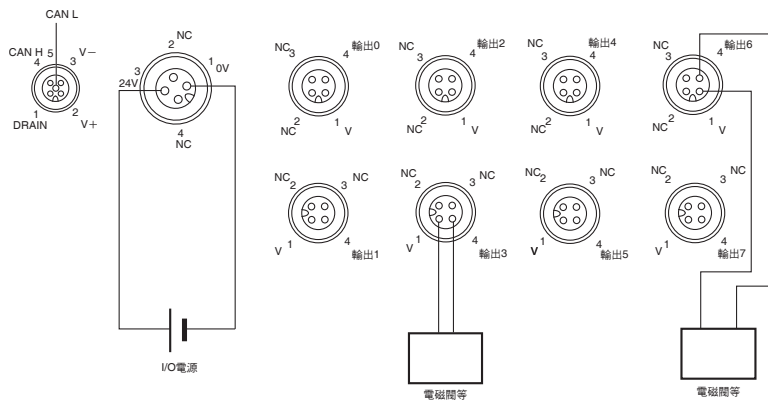 CAN L
CAN H 5 V−
4 3
1 2
DRAIN V+
NC
2
3 1 0V
24V
4
NC
I/O電源
NC 3 4 輸出0
NC 2 1 V
NC 3 4 輸出2
NC 2 1 V
NC 3 4 輸出4
NC 2 1 V
NC 3 4 輸出6
NC 2 1 V
NC 2 3 NC
V 1 4 輸出1
NC 2 3 NC
V 1 4 輸出3
NC 2 3 NC
V 1 4 輸出5
NC 2 3 NC
V 1 4 輸出7
電磁閥等
電磁閥等